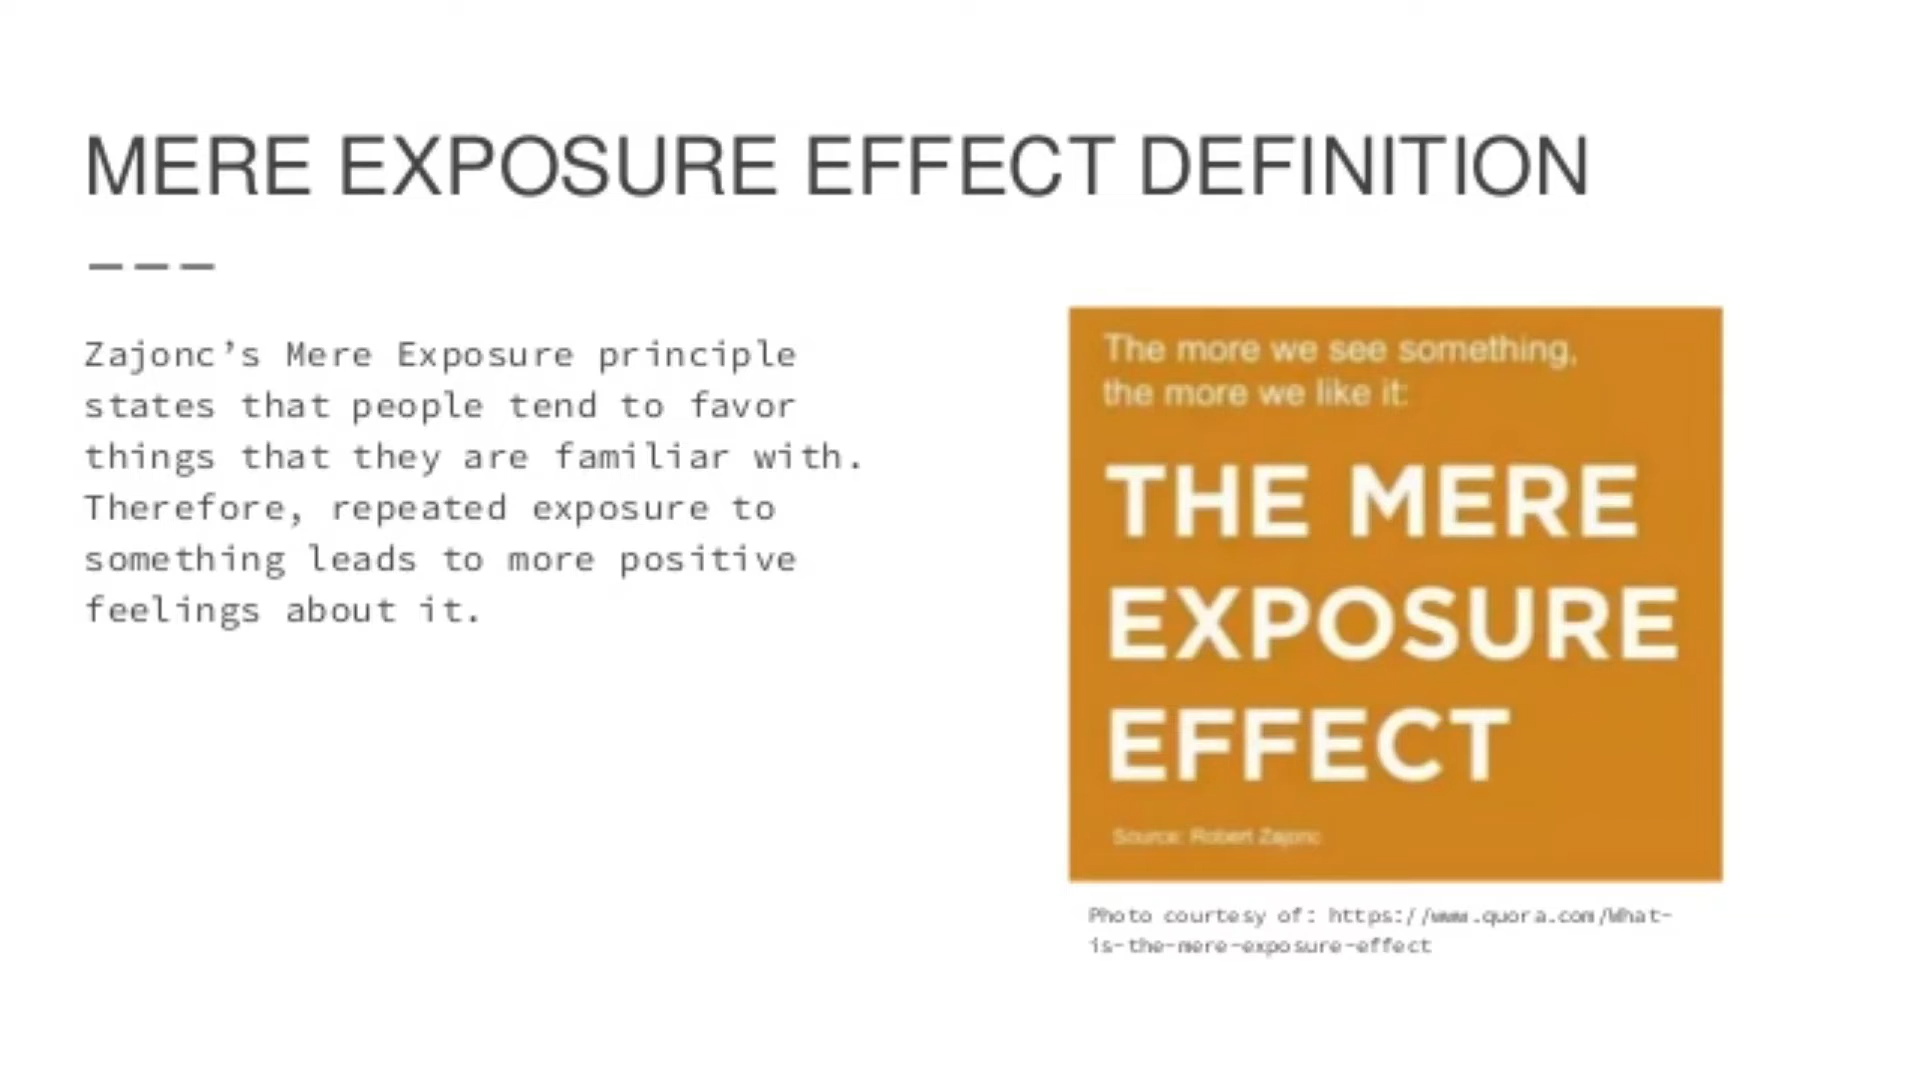 MERE EXPOSURE EFFECT DEFINITION
Zajonc’s Mere Exposure principle
states that people tend to favor
things that they are familiar with.
Therefore, repeated exposure to
something leads to more positive
feelings about it.
The more we see something,
the more we like it:
THE MERE
EXPOSURE
EFFECT
Source: Robert Zajonc
Photo courtesy of: https://www.quora.com/What-
is-the-mere-exposure-effect